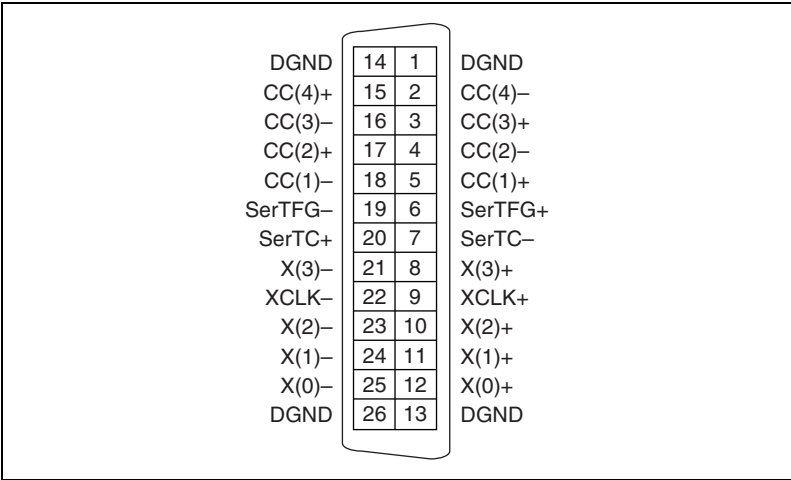 DGND 14 1 DGND
CC(4)+ 15 2 CC(4)–
CC(3)– 16 3 CC(3)+
CC(2)+ 17 4 CC(2)–
CC(1)– 18 5 CC(1)+
SerTFG– 19 6 SerTFG+
SerTC+ 20 7 SerTC–
X(3)– 21 8 X(3)+
XCLK– 22 9 XCLK+
X(2)– 23 10 X(2)+
X(1)– 24 11 X(1)+
X(0)– 25 12 X(0)+
DGND 26 13 DGND